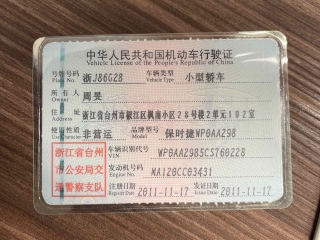 中华人民共和国机动车行驶证
Vehicle License of the People's Republic of China
号牌号码 浙J86G28 车辆类型 小型轿车
Plate No. Vehicle Type
所有人 周旻
Owner
住址 浙江省台州市椒江区枫南小区28号楼2单元102室
Address
使用性质 非营运 品牌型号 保时捷WP0AA298
Use Character Model
浙江省台州市公安局交通警察支队
车辆识别代号 WP0AA2985CS760228
VIN
发动机号码 MA120CC03431
Engine No.
注册日期 2011-11-17 发证日期 2011-11-17
Register Date Issue Date